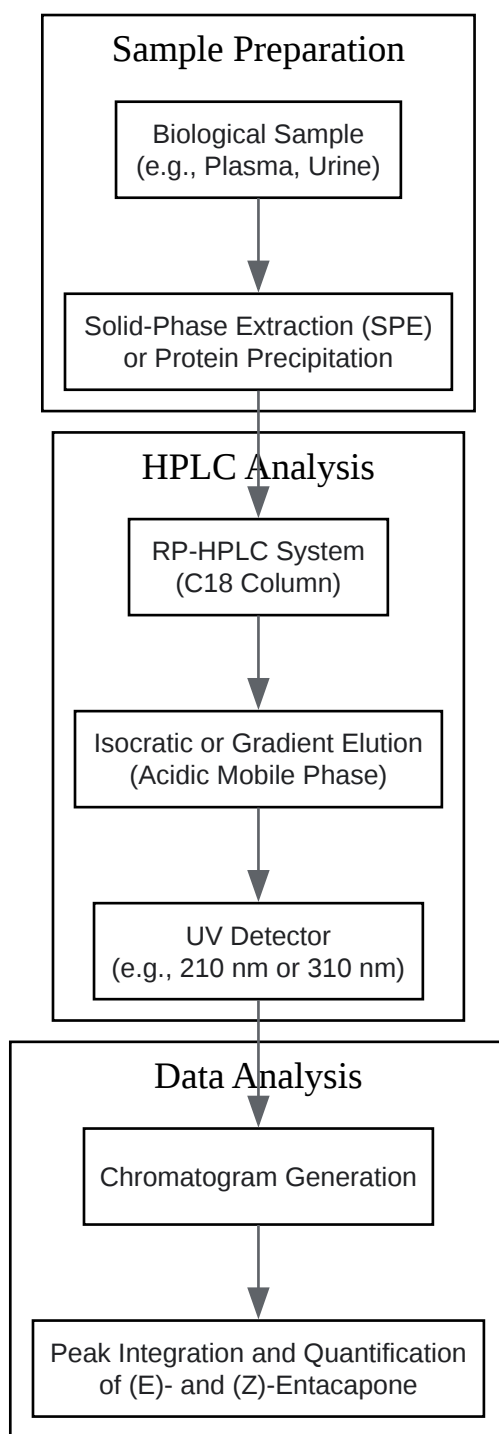 Sample Preparation
Biological Sample
(e.g., Plasma, Urine)
Solid-Phase Extraction (SPE)
or Protein Precipitation
HPLC Analysis
RP-HPLC System
(C18 Column)
Isocratic or Gradient Elution
(Acidic Mobile Phase)
UV Detector
(e.g., 210 nm or 310 nm)
Data Analysis
Chromatogram Generation
Peak Integration and Quantification
of (E)- and (Z)-Entacapone